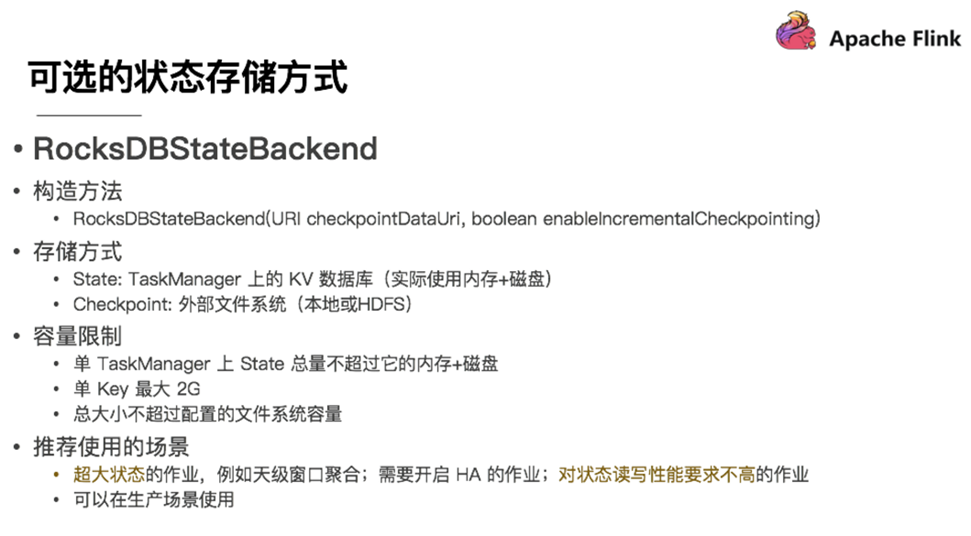 Apache Flink
可选的状态存储方式
• RocksDBStateBackend
• 构造方法
• RocksDBStateBackend(URI checkpointDataUri, boolean enableIncrementalCheckpointing)
• 存储方式
• State: TaskManager 上的 KV 数据库（实际使用内存+磁盘）
• Checkpoint: 外部文件系统（本地或HDFS）
• 容量限制
• 单 TaskManager 上 State 总量不超过它的内存+磁盘
• 单 Key 最大 2G
• 总大小不超过配置的文件系统容量
• 推荐使用的场景
• 超大状态的作业，例如天级窗口聚合；需要开启 HA 的作业；对状态读写性能要求不高的作业
• 可以在生产场景使用